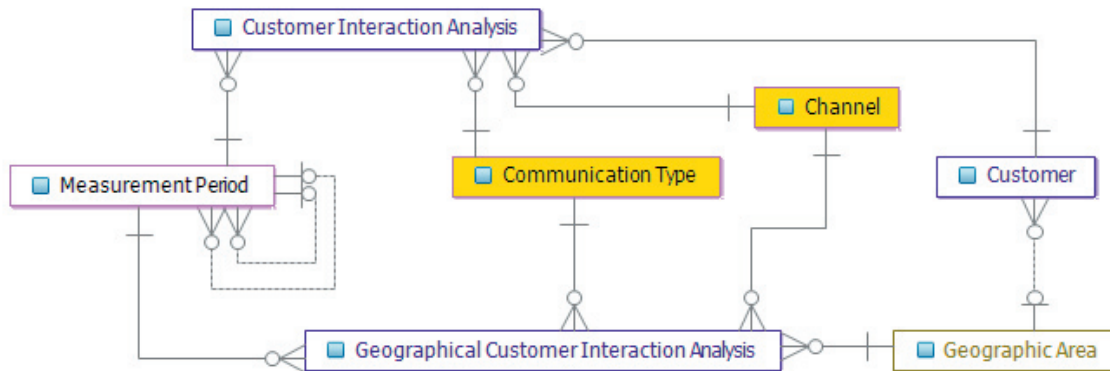 Customer Interaction Analysis
Channel
Measurement Period
Communication Type
Customer
Geographical Customer Interaction Analysis
Geographic Area